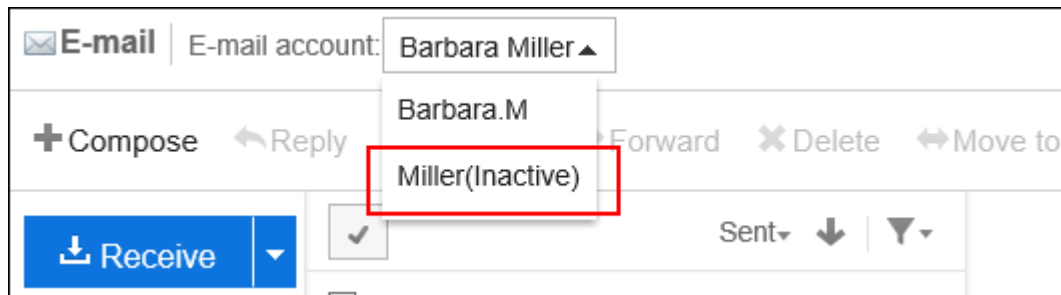 E-mail E-mail account: Barbara Miller
Barbara.M
Compose Reply Forward Delete Move to
Miller(Inactive)
Receive Sent